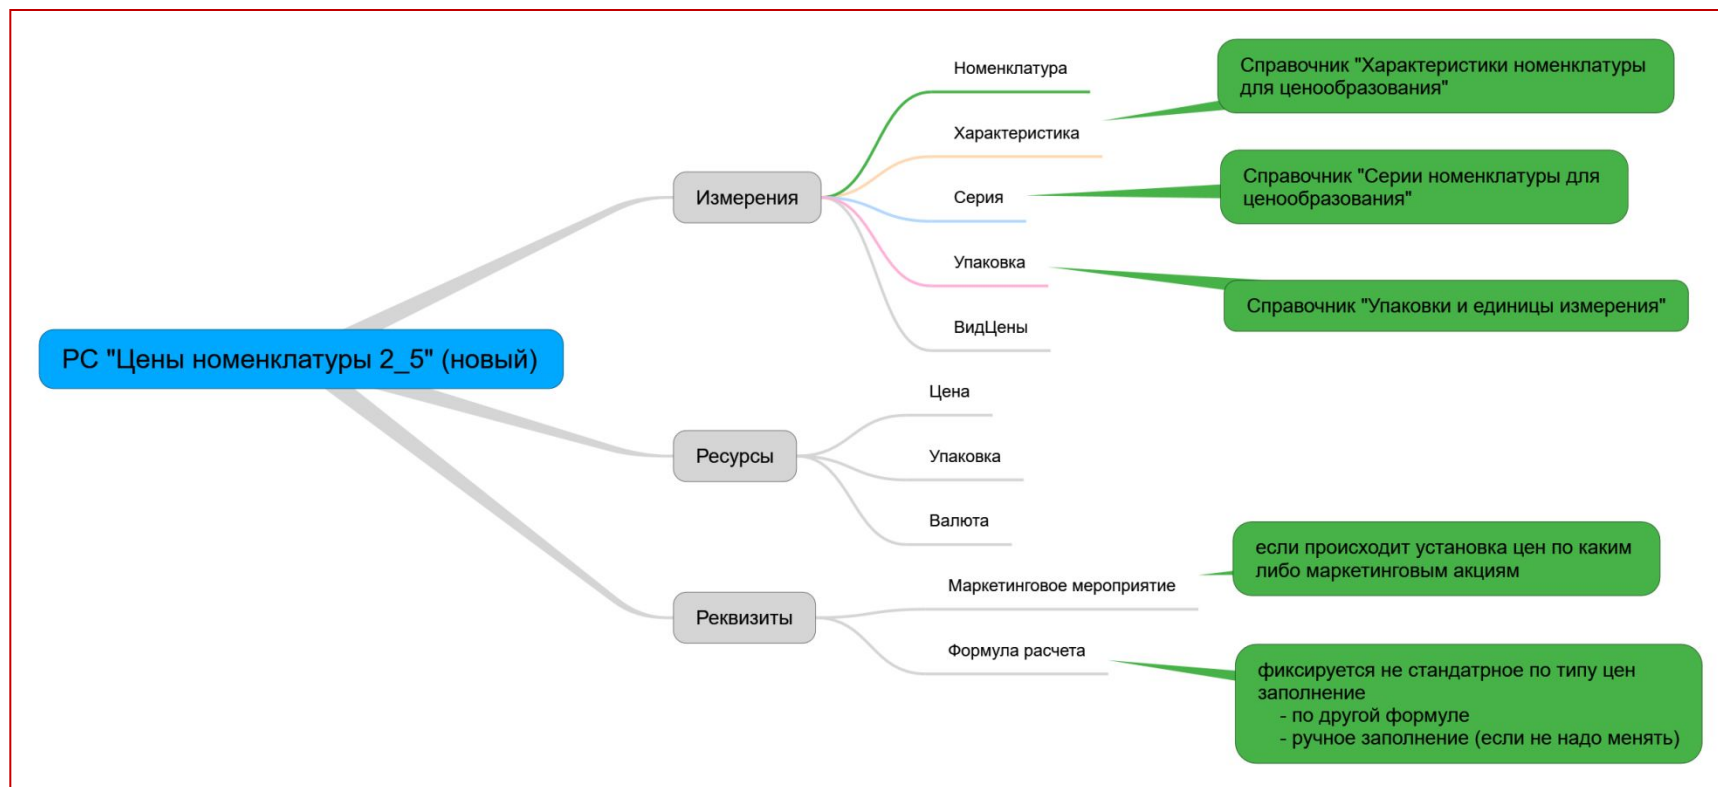 РС "Цены номенклатуры 2_5" (новый)
Измерения
Номенклатура
Характеристика
Справочник "Характеристики номенклатуры
для ценообразования"
Серия
Справочник "Серии номенклатуры для
ценообразования"
Упаковка
Справочник "Упаковки и единицы измерения"
ВидЦены
Ресурсы
Цена
Упаковка
Валюта
Реквизиты
Маркетинговое мероприятие
если происходит установка цен по каким
либо маркетинговым акциям
Формула расчета
фиксируется не стандатрное по типу цен
заполнение
- по другой формуле
- ручное заполнение (если не надо менять)